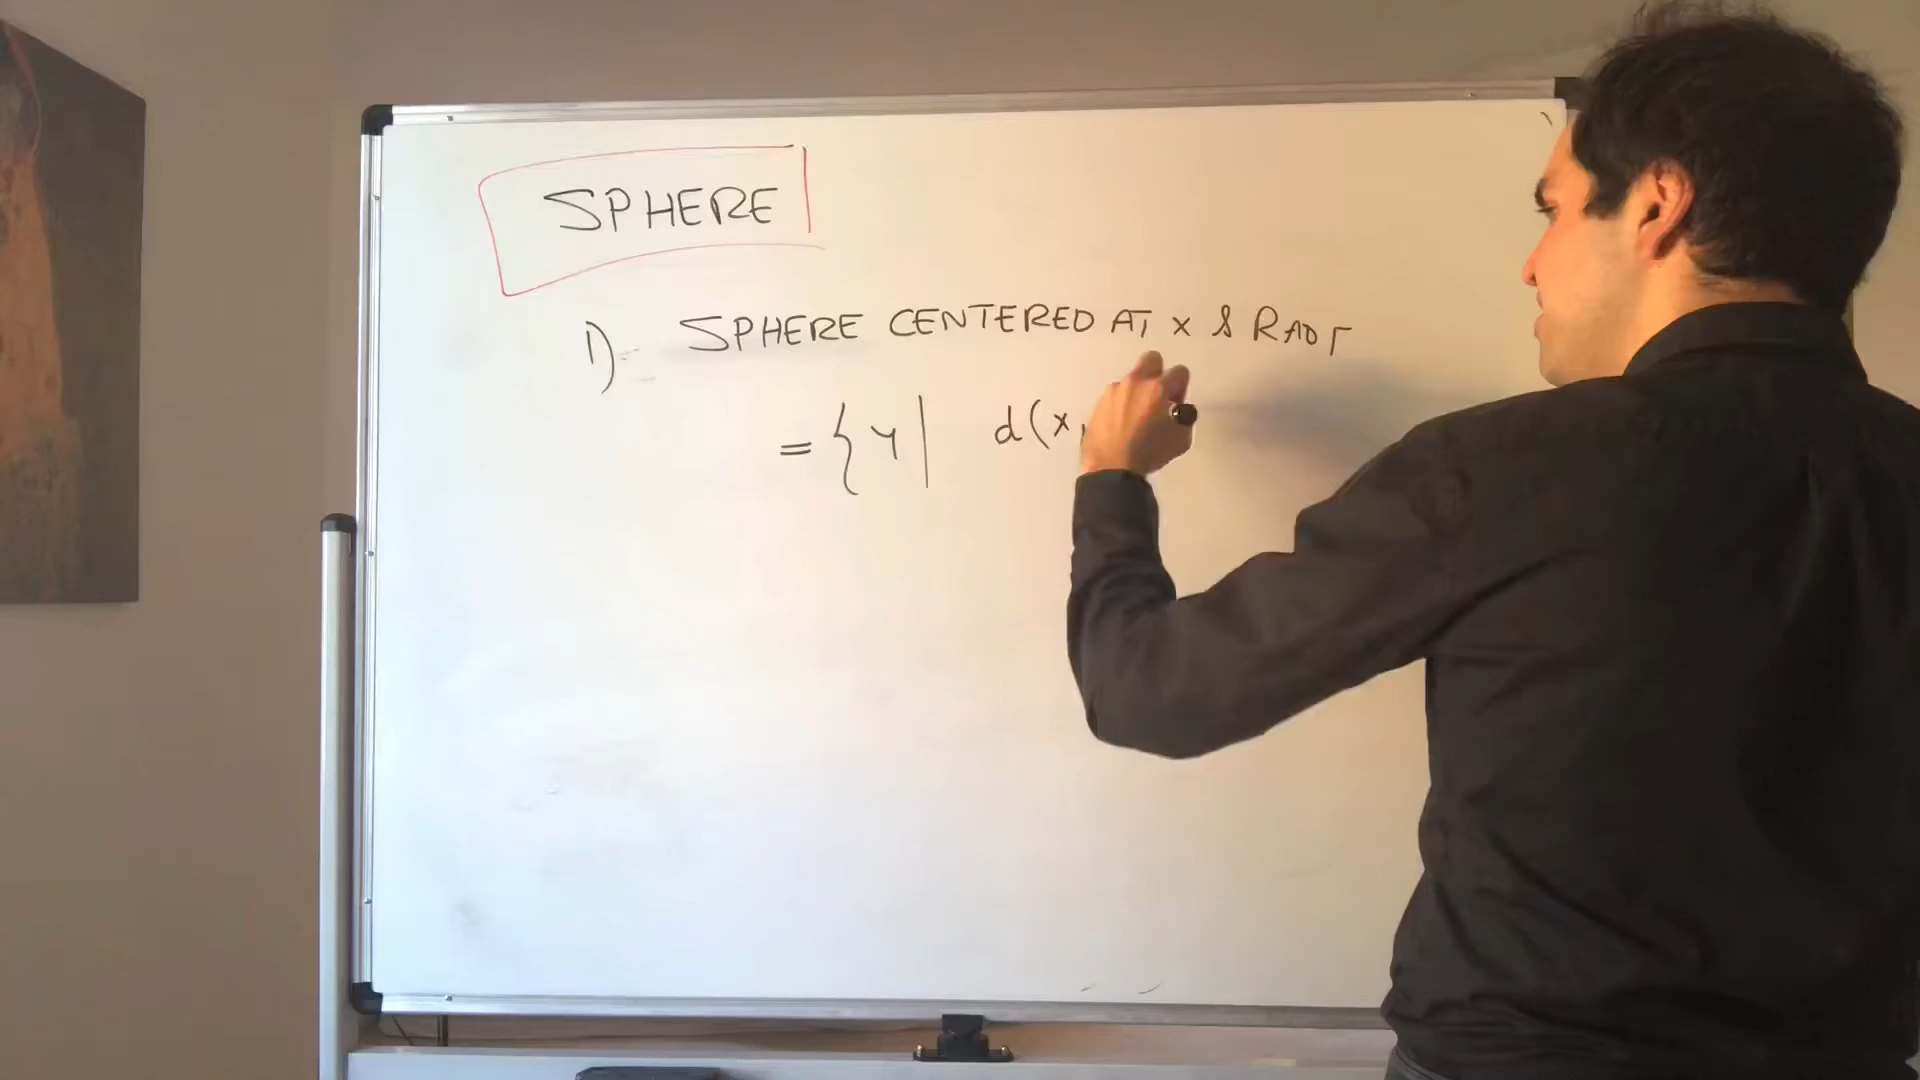 SPHERE
1) SPHERE CENTERED AT x & RAD r
= { y | d(x,